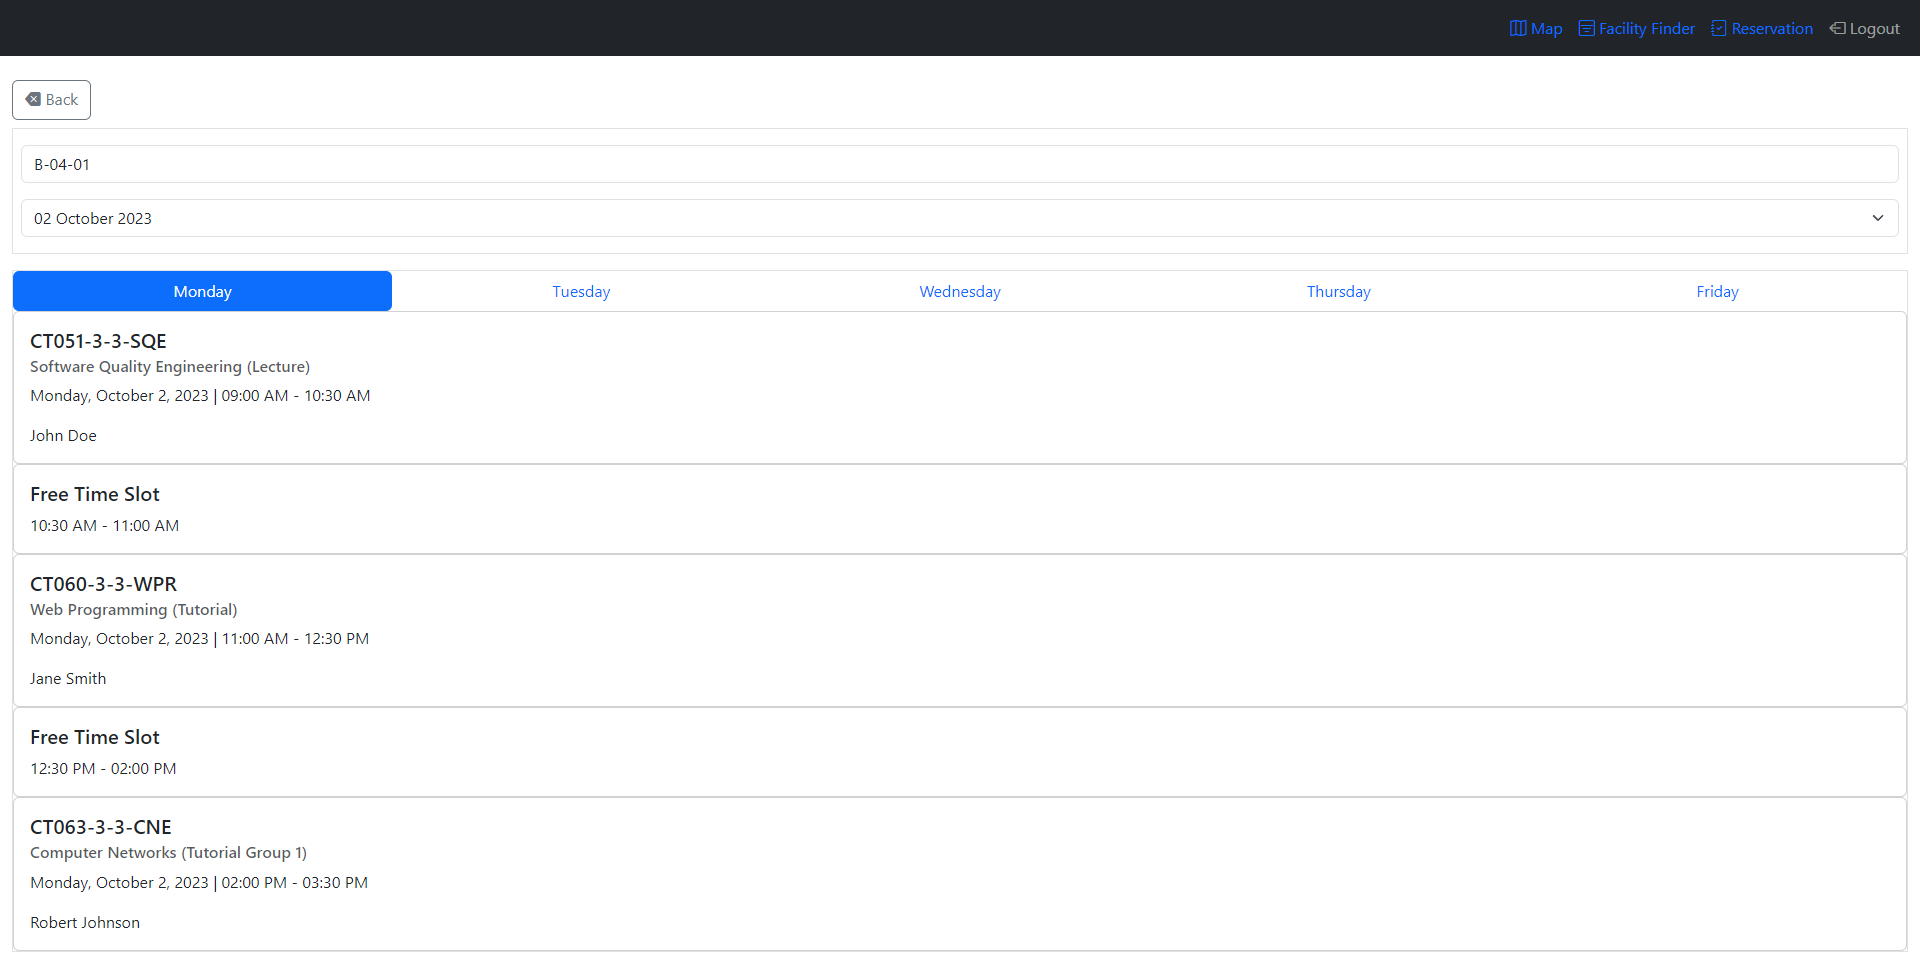 Map Facility Finder Reservation Logout
Back
B-04-01
02 October 2023
Monday Tuesday Wednesday Thursday Friday
CT051-3-3-SQE
Software Quality Engineering (Lecture)
Monday, October 2, 2023 | 09:00 AM - 10:30 AM
John Doe
Free Time Slot
10:30 AM - 11:00 AM
CT060-3-3-WPR
Web Programming (Tutorial)
Monday, October 2, 2023 | 11:00 AM - 12:30 PM
Jane Smith
Free Time Slot
12:30 PM - 02:00 PM
CT063-3-3-CNE
Computer Networks (Tutorial Group 1)
Monday, October 2, 2023 | 02:00 PM - 03:30 PM
Robert Johnson